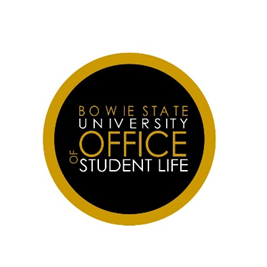 BOWIE STATE
UNIVERSITY
OFFICE
OF STUDENT LIFE